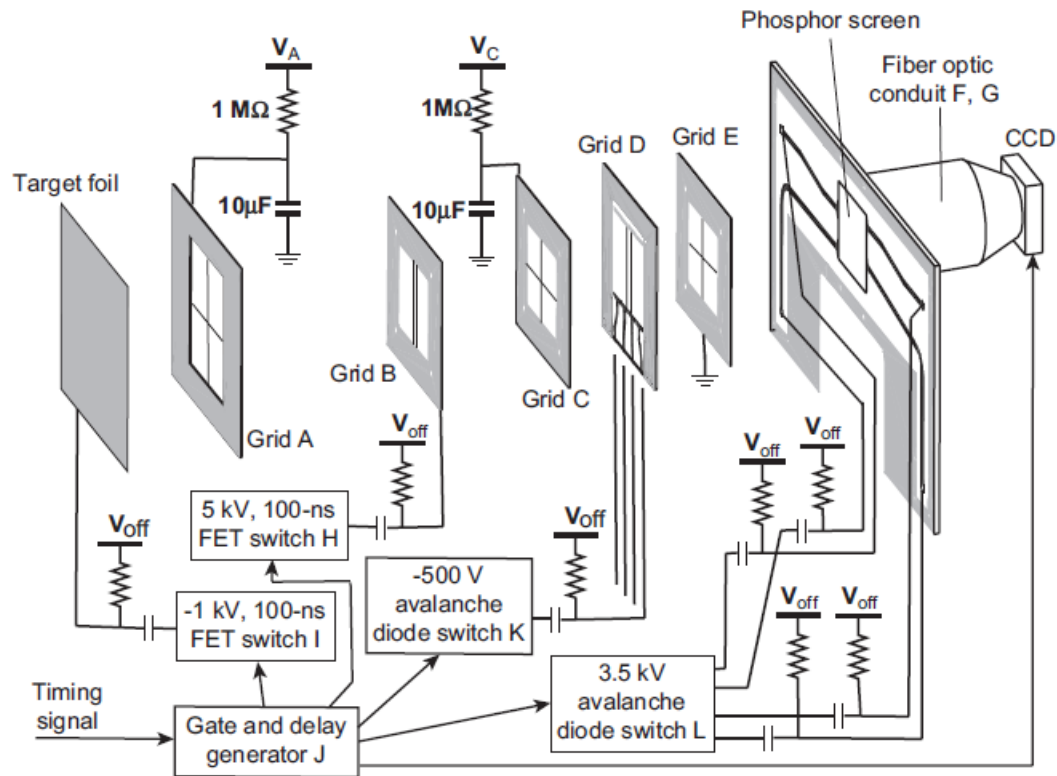 Phosphor screen
V_A
V_C
Fiber optic
conduit F, G
1 MΩ
1MΩ
Grid D
Grid E
CCD
Target foil
10µF
10µF
Grid B
Grid C
Grid A
V_off
V_off
V_off
5 kV, 100-ns
FET switch H
V_off
V_off
-500 V
avalanche
diode switch K
-1 kV, 100-ns
FET switch I
V_off
V_off
3.5 kV
avalanche
diode switch L
Timing
signal
Gate and delay
generator J